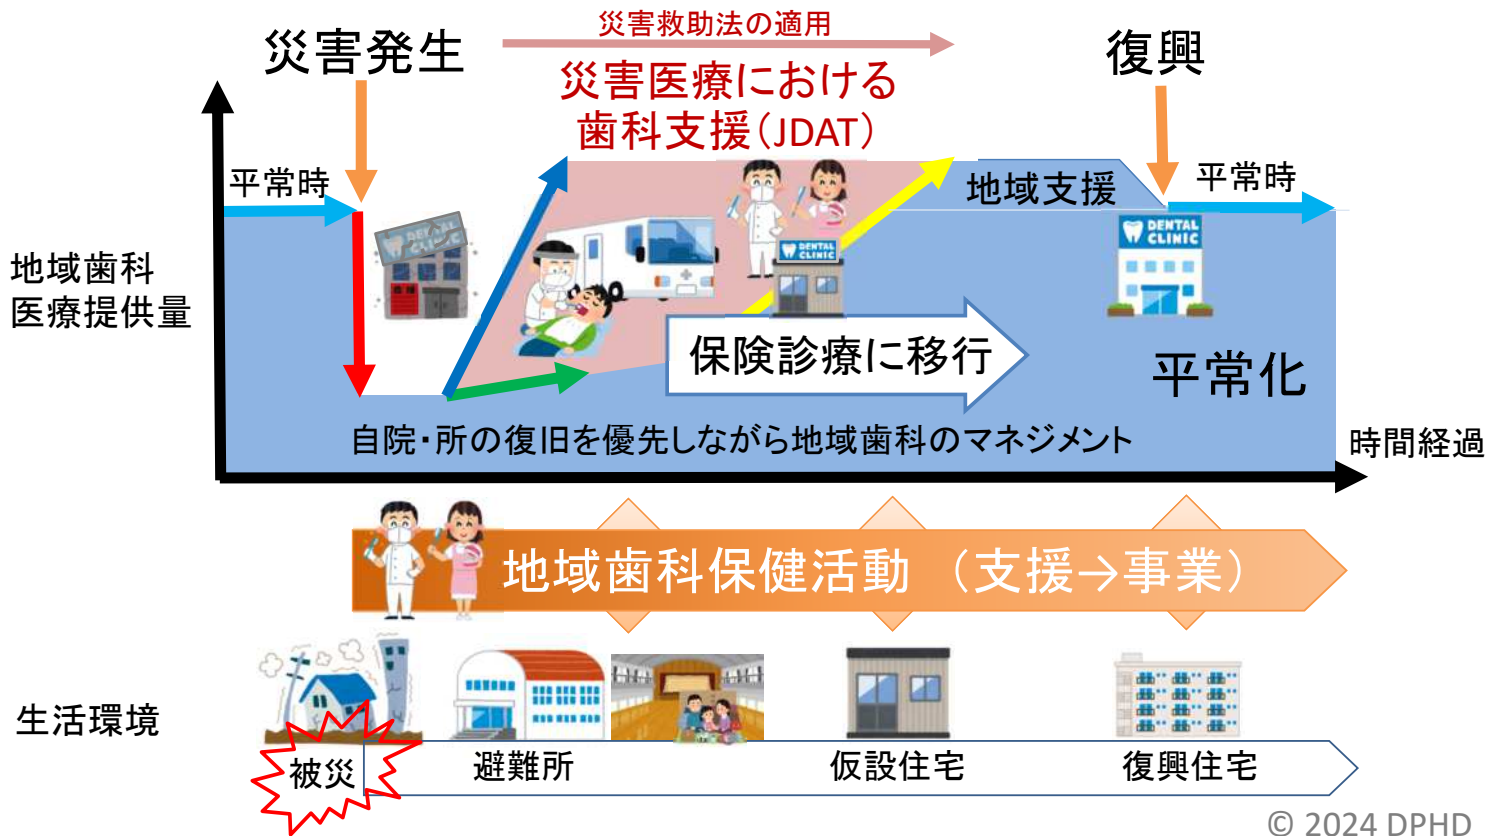 災害救助法の適用
災害発生
災害医療における
歯科支援(JDAT)
復興
平常時
地域支援
平常時
DENTAL
CLINIC
DENTAL
CLINIC
DENTAL
CLINIC
地域歯科
医療提供量
保険診療に移行
平常化
自院・所の復旧を優先しながら地域歯科のマネジメント
時間経過
地域歯科保健活動 (支援→事業)
生活環境
被災
避難所
仮設住宅
復興住宅
© 2024 DPHD